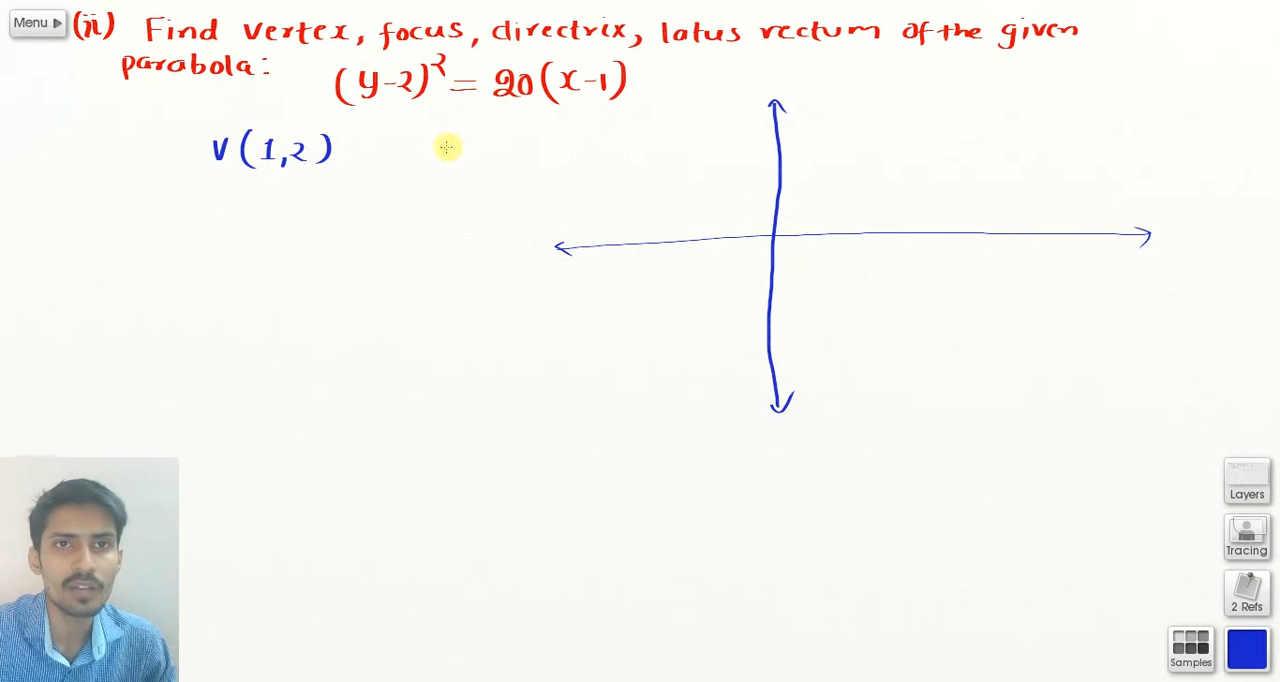 Menu
(ii) Find vertex, focus, directrix, latus rectum of the given
parabola:
(y-2)² = 20(x-1)
V(1,2)
Layers
Tracing
2 Refs
Samples